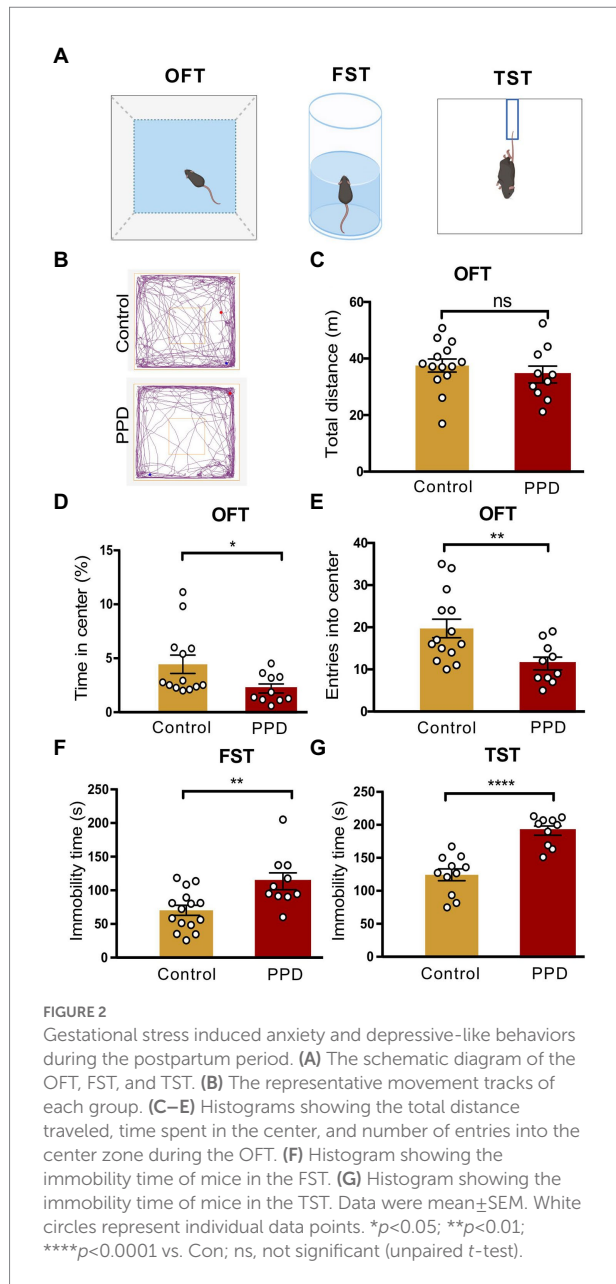 A
OFT FST TST
B
Control
PPD
C
OFT
ns
Total distance (m)
60
40
20
0
Control PPD
D
OFT
*
Time in center (%)
15
10
5
0
Control PPD
E
OFT
**
Entries into center
40
30
20
10
0
Control PPD
F
FST
**
Immobility time (s)
250
200
150
100
50
0
Control PPD
G
TST
****
Immobility time (s)
250
200
150
100
50
0
Control PPD
FIGURE 2
Gestational stress induced anxiety and depressive-like behaviors
during the postpartum period. (A) The schematic diagram of the
OFT, FST, and TST. (B) The representative movement tracks of
each group. (C–E) Histograms showing the total distance
traveled, time spent in the center, and number of entries into the
center zone during the OFT. (F) Histogram showing the
immobility time of mice in the FST. (G) Histogram showing the
immobility time of mice in the TST. Data were mean±SEM. White
circles represent individual data points. *p<0.05; **p<0.01;
****p<0.0001 vs. Con; ns, not significant (unpaired t-test).